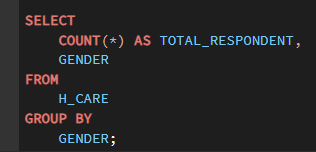 SELECT
    COUNT(*) AS TOTAL_RESPONDENT,
    GENDER
FROM
    H_CARE
GROUP BY
    GENDER;